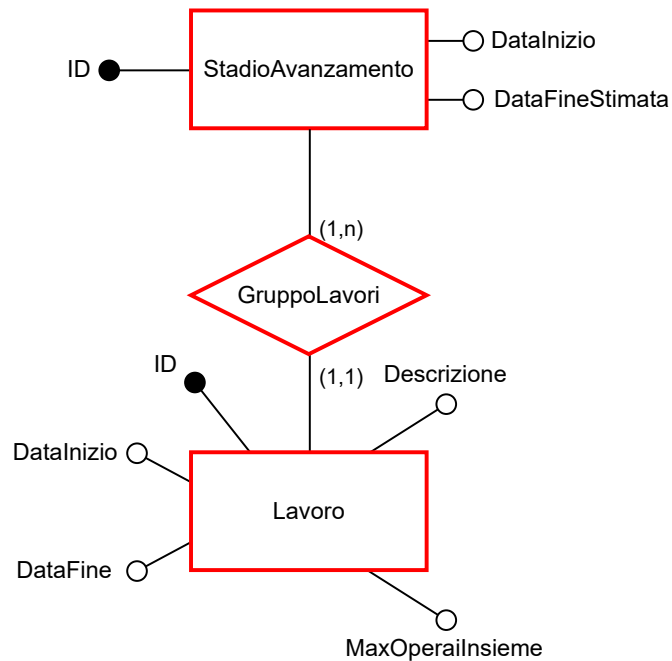 DataInizio
ID
StadioAvanzamento
DataFineStimata
(1,n)
GruppoLavori
ID
(1,1)
Descrizione
DataInizio
Lavoro
DataFine
MaxOperaiInsieme